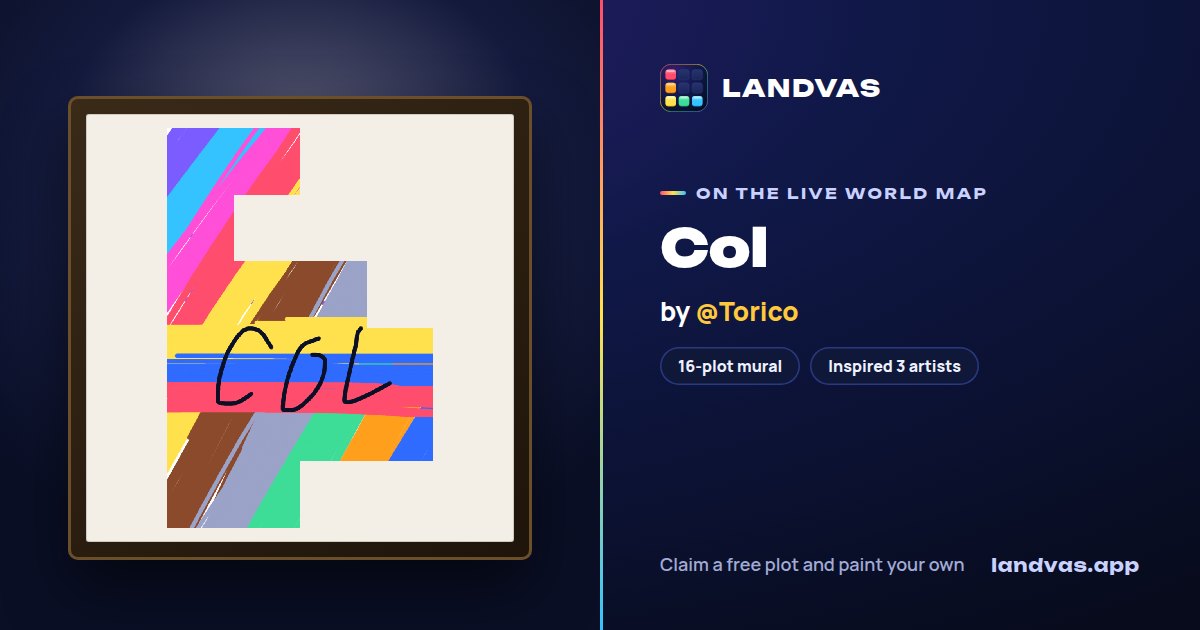 COL
LANDVAS
ON THE LIVE WORLD MAP
Col
by @Torico
16-plot mural
Inspired 3 artists
Claim a free plot and paint your own
landvas.app